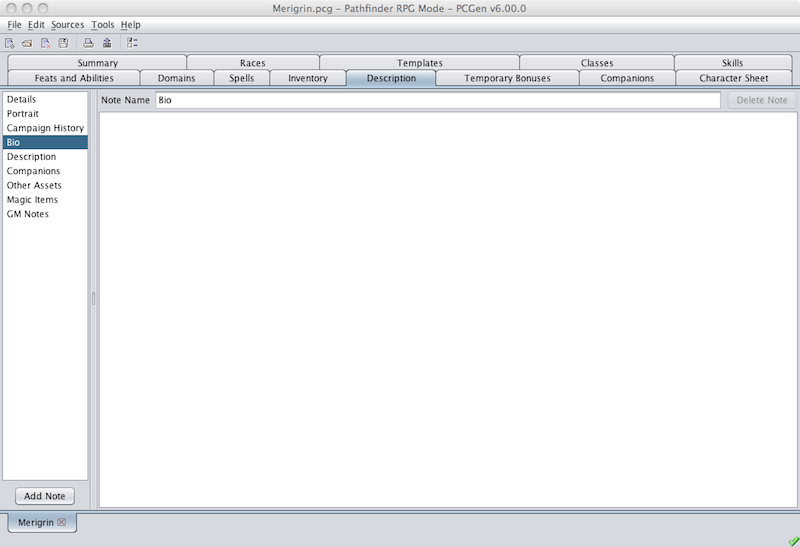 Merigrin.pcg – Pathfinder RPG Mode – PCGen v6.00.0
File Edit Sources Tools Help
Summary Races Templates Classes Skills
Feats and Abilities Domains Spells Inventory Description Temporary Bonuses Companions Character Sheet
Details
Portrait
Campaign History
Bio
Description
Companions
Other Assets
Magic Items
GM Notes
Note Name Bio Delete Note
Add Note
Merigrin